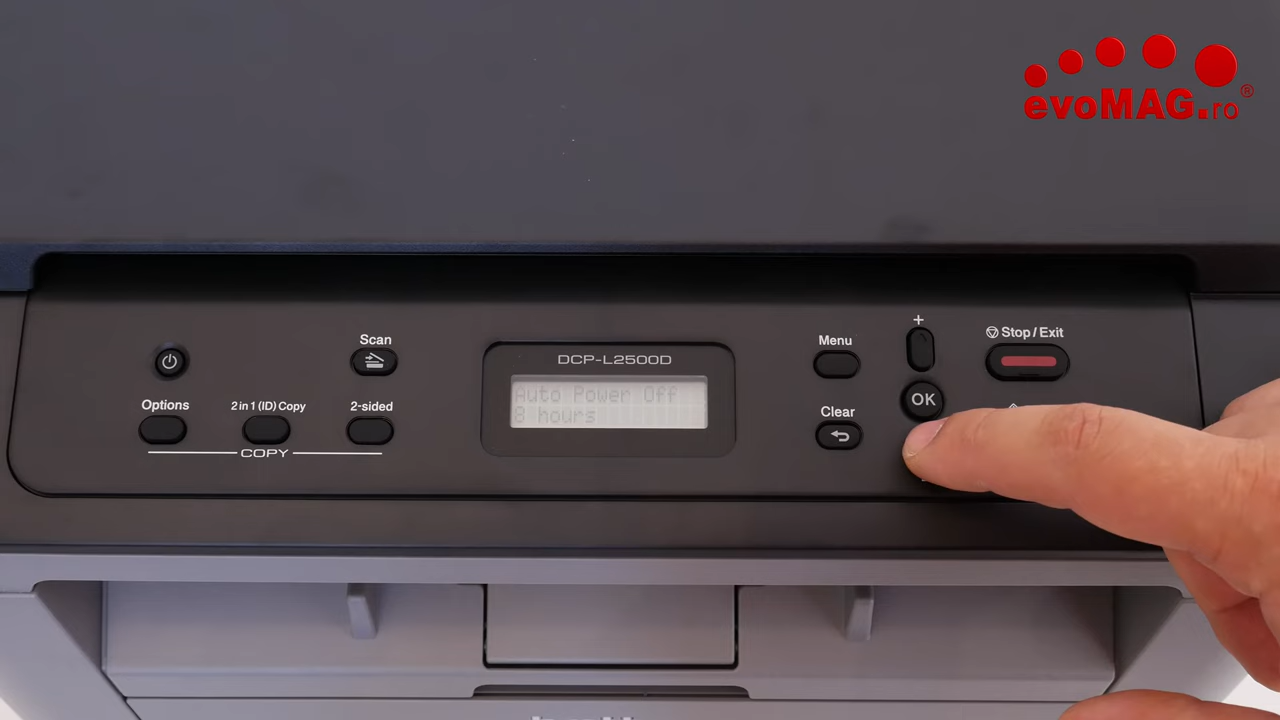 evoMAG.ro®
DCP-L2500D
Auto Power Off
8 hours
Scan
Options
2 in 1 (ID) Copy
2-sided
COPY
Menu
+
Stop / Exit
OK
Clear